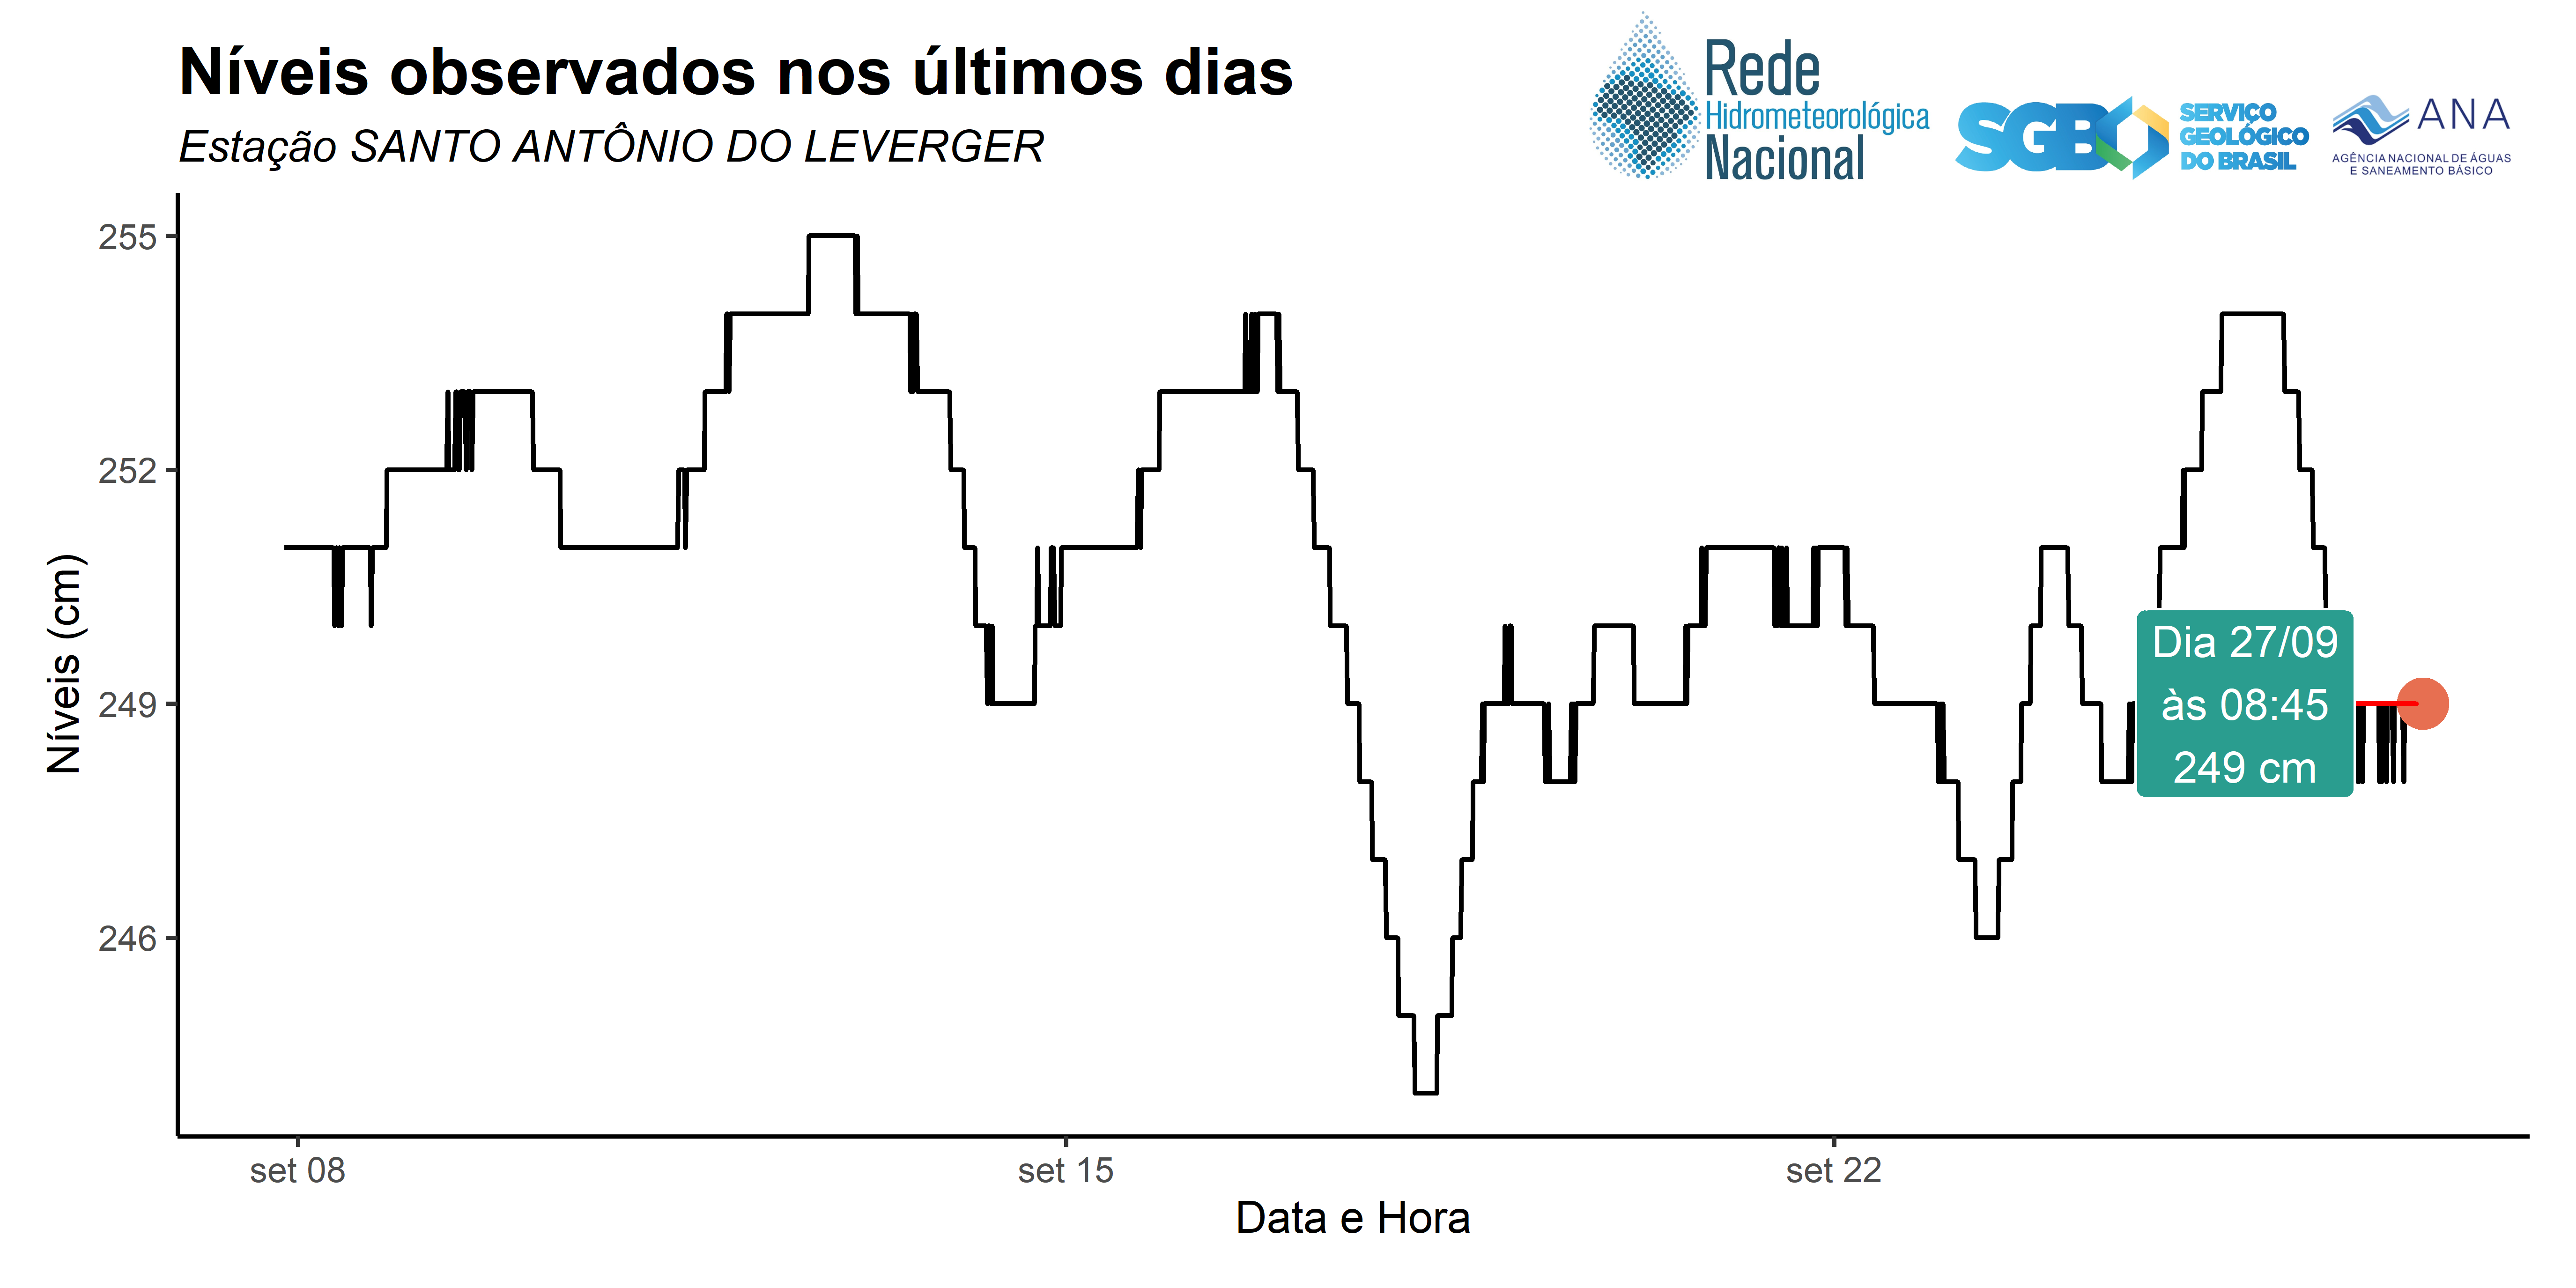 Níveis observados nos últimos dias
Estação SANTO ANTÔNIO DO LEVERGER
Rede
Hidrometeorológica
Nacional
SGB
SERVIÇO
GEOLÓGICO
DO BRASIL
ANA
AGÊNCIA NACIONAL DE ÁGUAS
E SANEAMENTO BÁSICO
255
252
249
246
Níveis (cm)
Dia 27/09
às 08:45
249 cm
set 08
set 15
set 22
Data e Hora